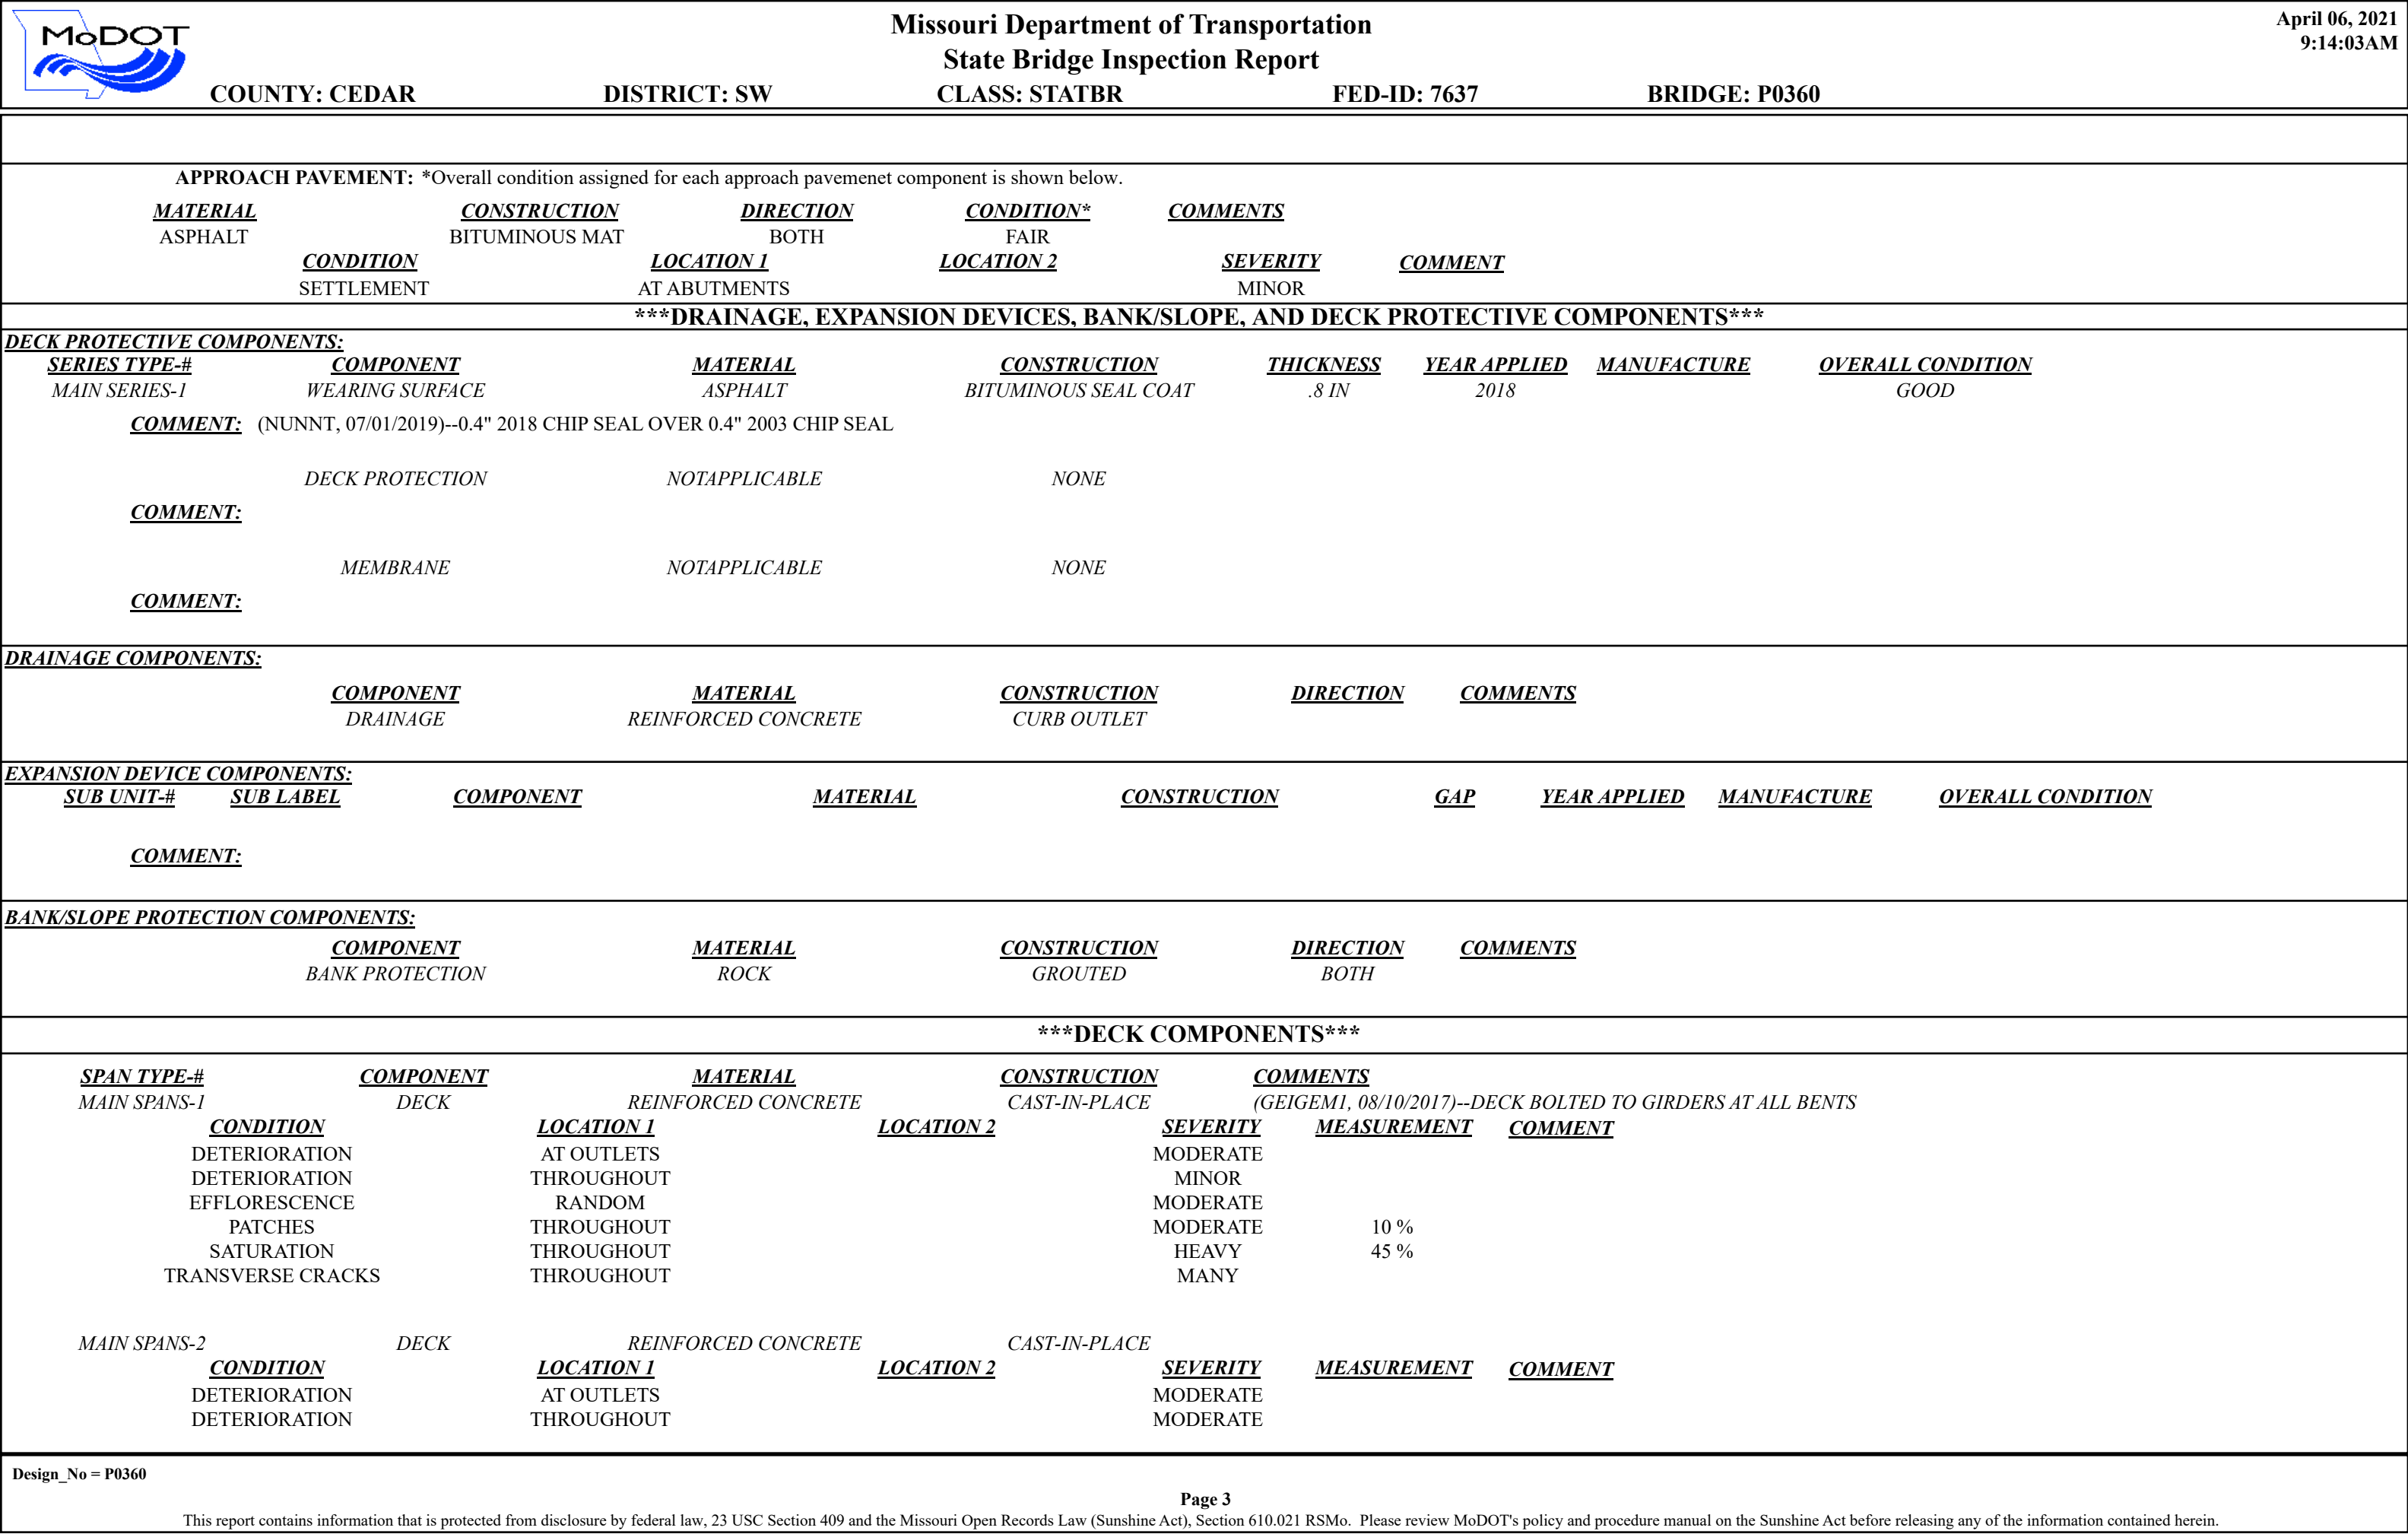 MoDOT
Missouri Department of Transportation
State Bridge Inspection Report
April 06, 2021
9:14:03AM
COUNTY: CEDAR DISTRICT: SW CLASS: STATBR FED-ID: 7637 BRIDGE: P0360
APPROACH PAVEMENT: *Overall condition assigned for each approach pavemenet component is shown below.
MATERIAL CONSTRUCTION DIRECTION CONDITION* COMMENTS
ASPHALT BITUMINOUS MAT BOTH FAIR
CONDITION LOCATION 1 LOCATION 2 SEVERITY COMMENT
SETTLEMENT AT ABUTMENTS MINOR
***DRAINAGE, EXPANSION DEVICES, BANK/SLOPE, AND DECK PROTECTIVE COMPONENTS***
DECK PROTECTIVE COMPONENTS:
SERIES TYPE-# COMPONENT MATERIAL CONSTRUCTION THICKNESS YEAR APPLIED MANUFACTURE OVERALL CONDITION
MAIN SERIES-1 WEARING SURFACE ASPHALT BITUMINOUS SEAL COAT .8 IN 2018 GOOD
COMMENT: (NUNNT, 07/01/2019)--0.4" 2018 CHIP SEAL OVER 0.4" 2003 CHIP SEAL
DECK PROTECTION NOTAPPLICABLE NONE
COMMENT:
MEMBRANE NOTAPPLICABLE NONE
COMMENT:
DRAINAGE COMPONENTS:
COMPONENT MATERIAL CONSTRUCTION DIRECTION COMMENTS
DRAINAGE REINFORCED CONCRETE CURB OUTLET
EXPANSION DEVICE COMPONENTS:
SUB UNIT-# SUB LABEL COMPONENT MATERIAL CONSTRUCTION GAP YEAR APPLIED MANUFACTURE OVERALL CONDITION
COMMENT:
BANK/SLOPE PROTECTION COMPONENTS:
COMPONENT MATERIAL CONSTRUCTION DIRECTION COMMENTS
BANK PROTECTION ROCK GROUTED BOTH
***DECK COMPONENTS***
SPAN TYPE-# COMPONENT MATERIAL CONSTRUCTION COMMENTS
MAIN SPANS-1 DECK REINFORCED CONCRETE CAST-IN-PLACE (GEIGEM1, 08/10/2017)--DECK BOLTED TO GIRDERS AT ALL BENTS
CONDITION LOCATION 1 LOCATION 2 SEVERITY MEASUREMENT COMMENT
DETERIORATION AT OUTLETS MODERATE
DETERIORATION THROUGHOUT MINOR
EFFLORESCENCE RANDOM MODERATE
PATCHES THROUGHOUT MODERATE 10 %
SATURATION THROUGHOUT HEAVY 45 %
TRANSVERSE CRACKS THROUGHOUT MANY
MAIN SPANS-2 DECK REINFORCED CONCRETE CAST-IN-PLACE
CONDITION LOCATION 1 LOCATION 2 SEVERITY MEASUREMENT COMMENT
DETERIORATION AT OUTLETS MODERATE
DETERIORATION THROUGHOUT MODERATE
Design_No = P0360
Page 3
This report contains information that is protected from disclosure by federal law, 23 USC Section 409 and the Missouri Open Records Law (Sunshine Act), Section 610.021 RSMo. Please review MoDOT's policy and procedure manual on the Sunshine Act before releasing any of the information contained herein.